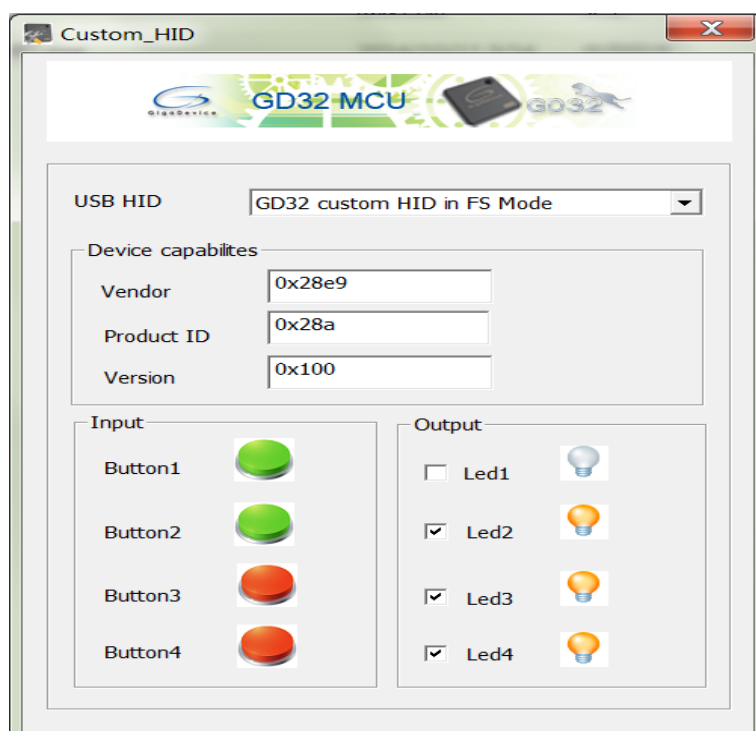 Custom_HID
GigaDevice
GD32 MCU
GD32
USB HID
GD32 custom HID in FS Mode
Device capabilites
Vendor
0x28e9
Product ID
0x28a
Version
0x100
Input
Button1
Button2
Button3
Button4
Output
Led1
Led2
Led3
Led4